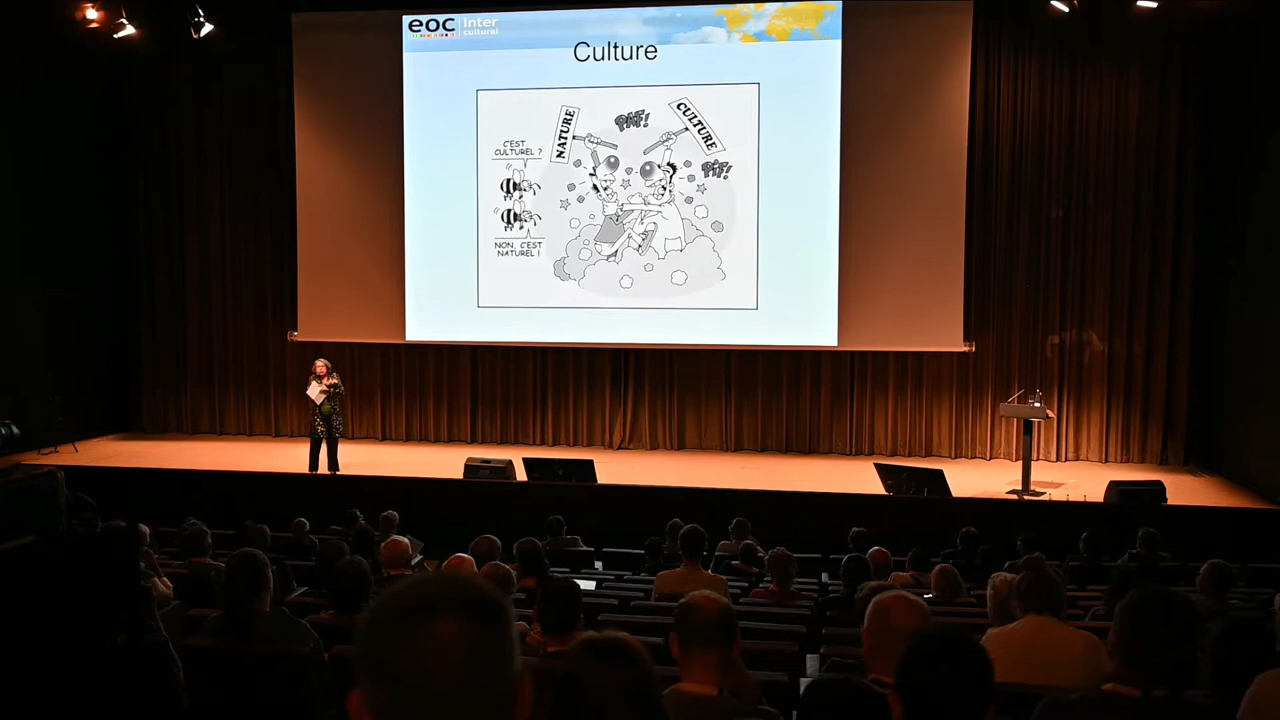 eoc Inter
cultural
Culture
NATURE
PAF!
CULTURE
PIF!
C'EST
CULTUREL ?
NON, C'EST
NATUREL !